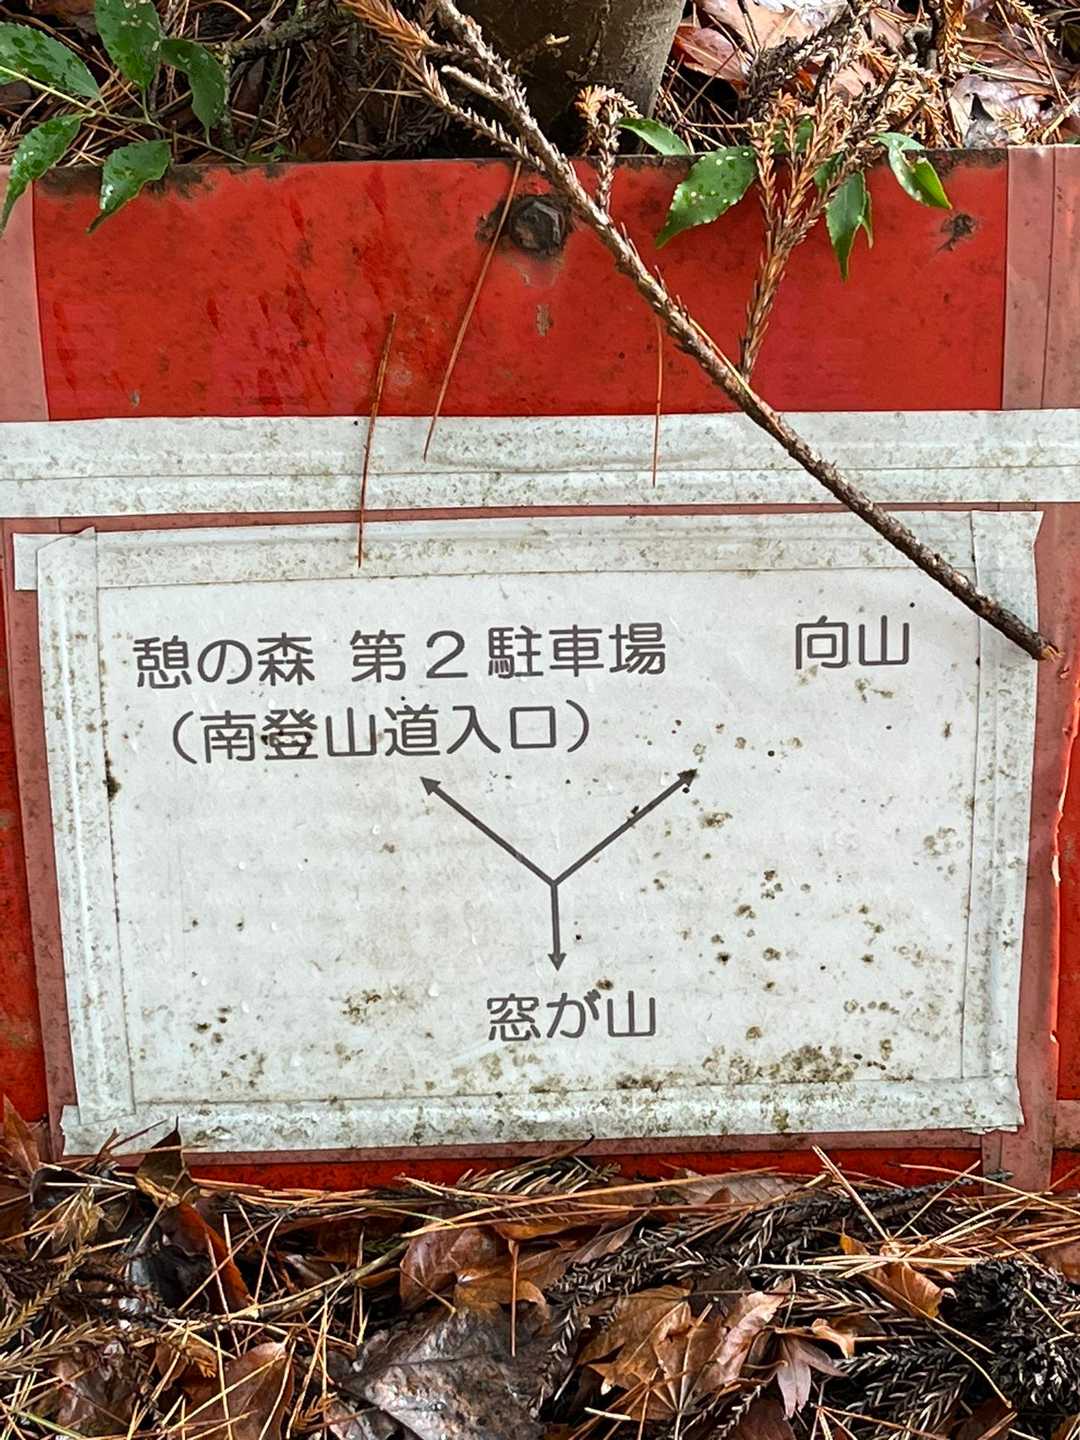 憩の森 第2駐車場
向山
（南登山道入口）
窓が山